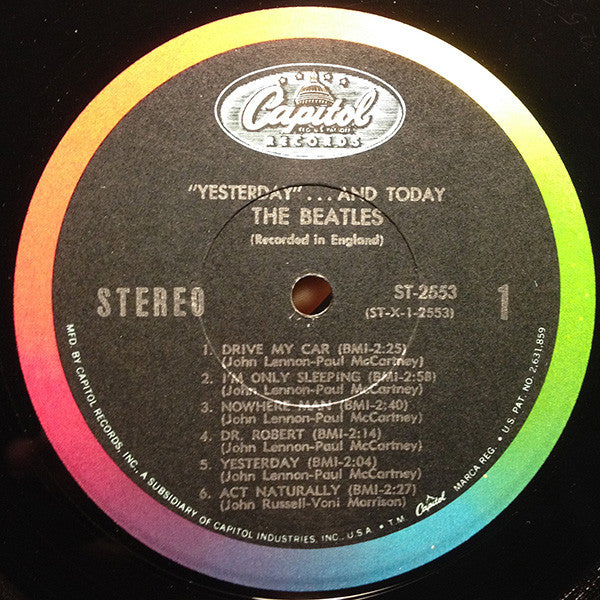 Capitol
REG. U.S. PAT. OFF.
RECORDS
"YESTERDAY" . . . AND TODAY
THE BEATLES
(Recorded in England)
STEREO
ST-2553
(ST-X-1-2553)
1
1. DRIVE MY CAR (BMI-2:25)
(John Lennon-Paul McCartney)
2. I'M ONLY SLEEPING (BMI-2:58)
(John Lennon-Paul McCartney)
3. NOWHERE MAN (BMI-2:40)
(John Lennon-Paul McCartney)
4. DR. ROBERT (BMI-2:14)
(John Lennon-Paul McCartney)
5. YESTERDAY (BMI-2:04)
(John Lennon-Paul McCartney)
6. ACT NATURALLY (BMI-2:27)
(John Russell-Voni Morrison)
MFD. BY CAPITOL RECORDS, INC., A SUBSIDIARY OF CAPITOL INDUSTRIES, INC., U.S.A. • T.M. Capitol MARCA REG. • U.S. PAT. NO. 2,631,859